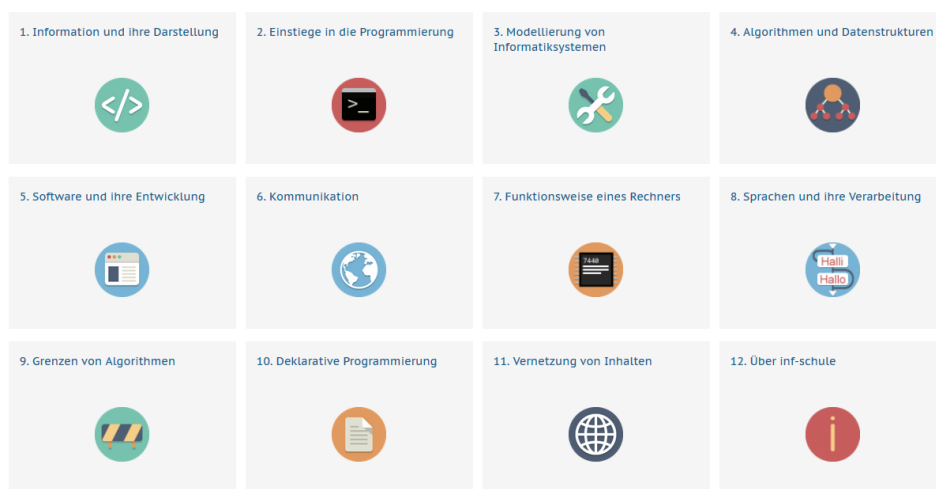 1. Information und ihre Darstellung
2. Einstiege in die Programmierung
3. Modellierung von
Informatiksystemen
4. Algorithmen und Datenstrukturen
</>
>_
5. Software und ihre Entwicklung
6. Kommunikation
7. Funktionsweise eines Rechners
8. Sprachen und ihre Verarbeitung
7440
Halli
Hallo
9. Grenzen von Algorithmen
10. Deklarative Programmierung
11. Vernetzung von Inhalten
12. Über inf-schule
i